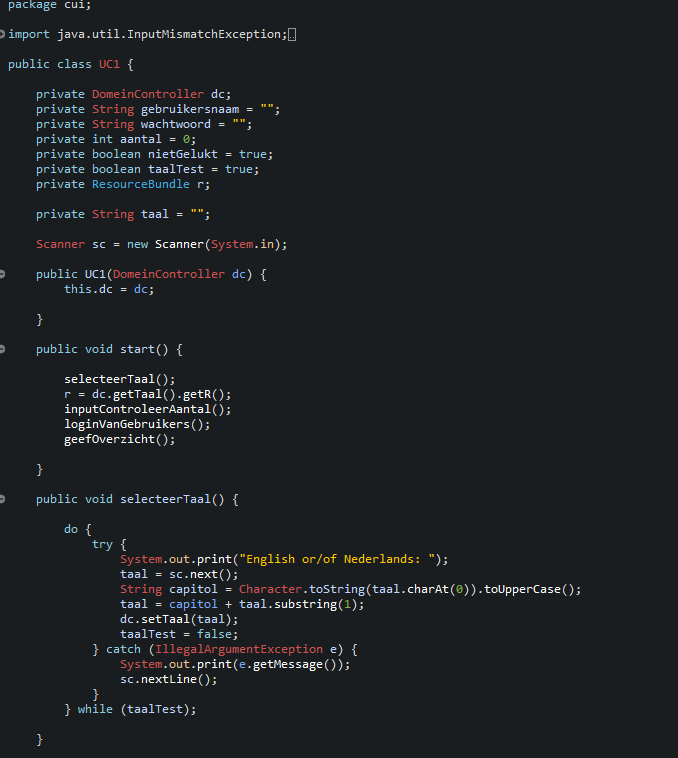 package cui;
import java.util.InputMismatchException;
public class UC1 {
private DomeinController dc;
private String gebruikersnaam = "";
private String wachtwoord = "";
private int aantal = 0;
private boolean nietGelukt = true;
private boolean taalTest = true;
private ResourceBundle r;
private String taal = "";
Scanner sc = new Scanner(System.in);
public UC1(DomeinController dc) {
this.dc = dc;
}
public void start() {
selecteerTaal();
r = dc.getTaal().getR();
inputControleerAantal();
loginVanGebruikers();
geefOverzicht();
}
public void selecteerTaal() {
do {
try {
System.out.print("English or/of Nederlands: ");
taal = sc.next();
String capitol = Character.toString(taal.charAt(0)).toUpperCase();
taal = capitol + taal.substring(1);
dc.setTaal(taal);
taalTest = false;
} catch (IllegalArgumentException e) {
System.out.print(e.getMessage());
sc.nextLine();
}
} while (taalTest);
}